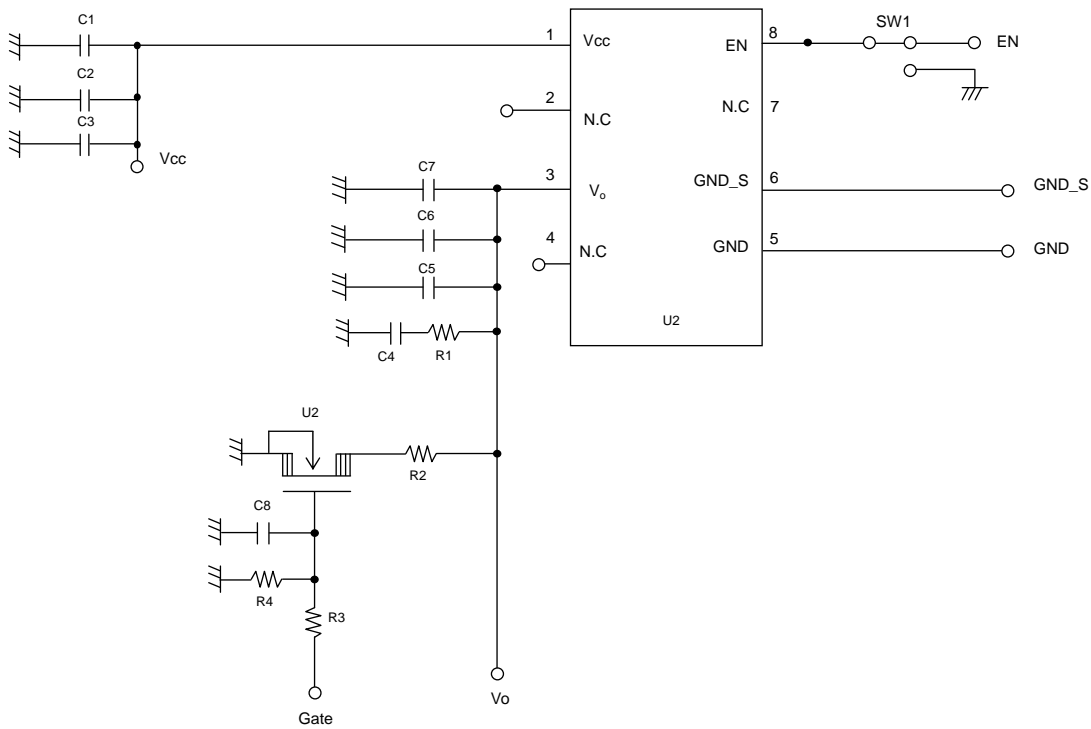 C1
C2
C3
Vcc
1
Vcc
2
N.C
3
Vo
4
N.C
8
EN
N.C
7
GND_S
6
GND
5
U2
SW1
EN
GND_S
GND
C7
C6
C5
C4
R1
U2
R2
C8
R4
R3
Gate
Vo